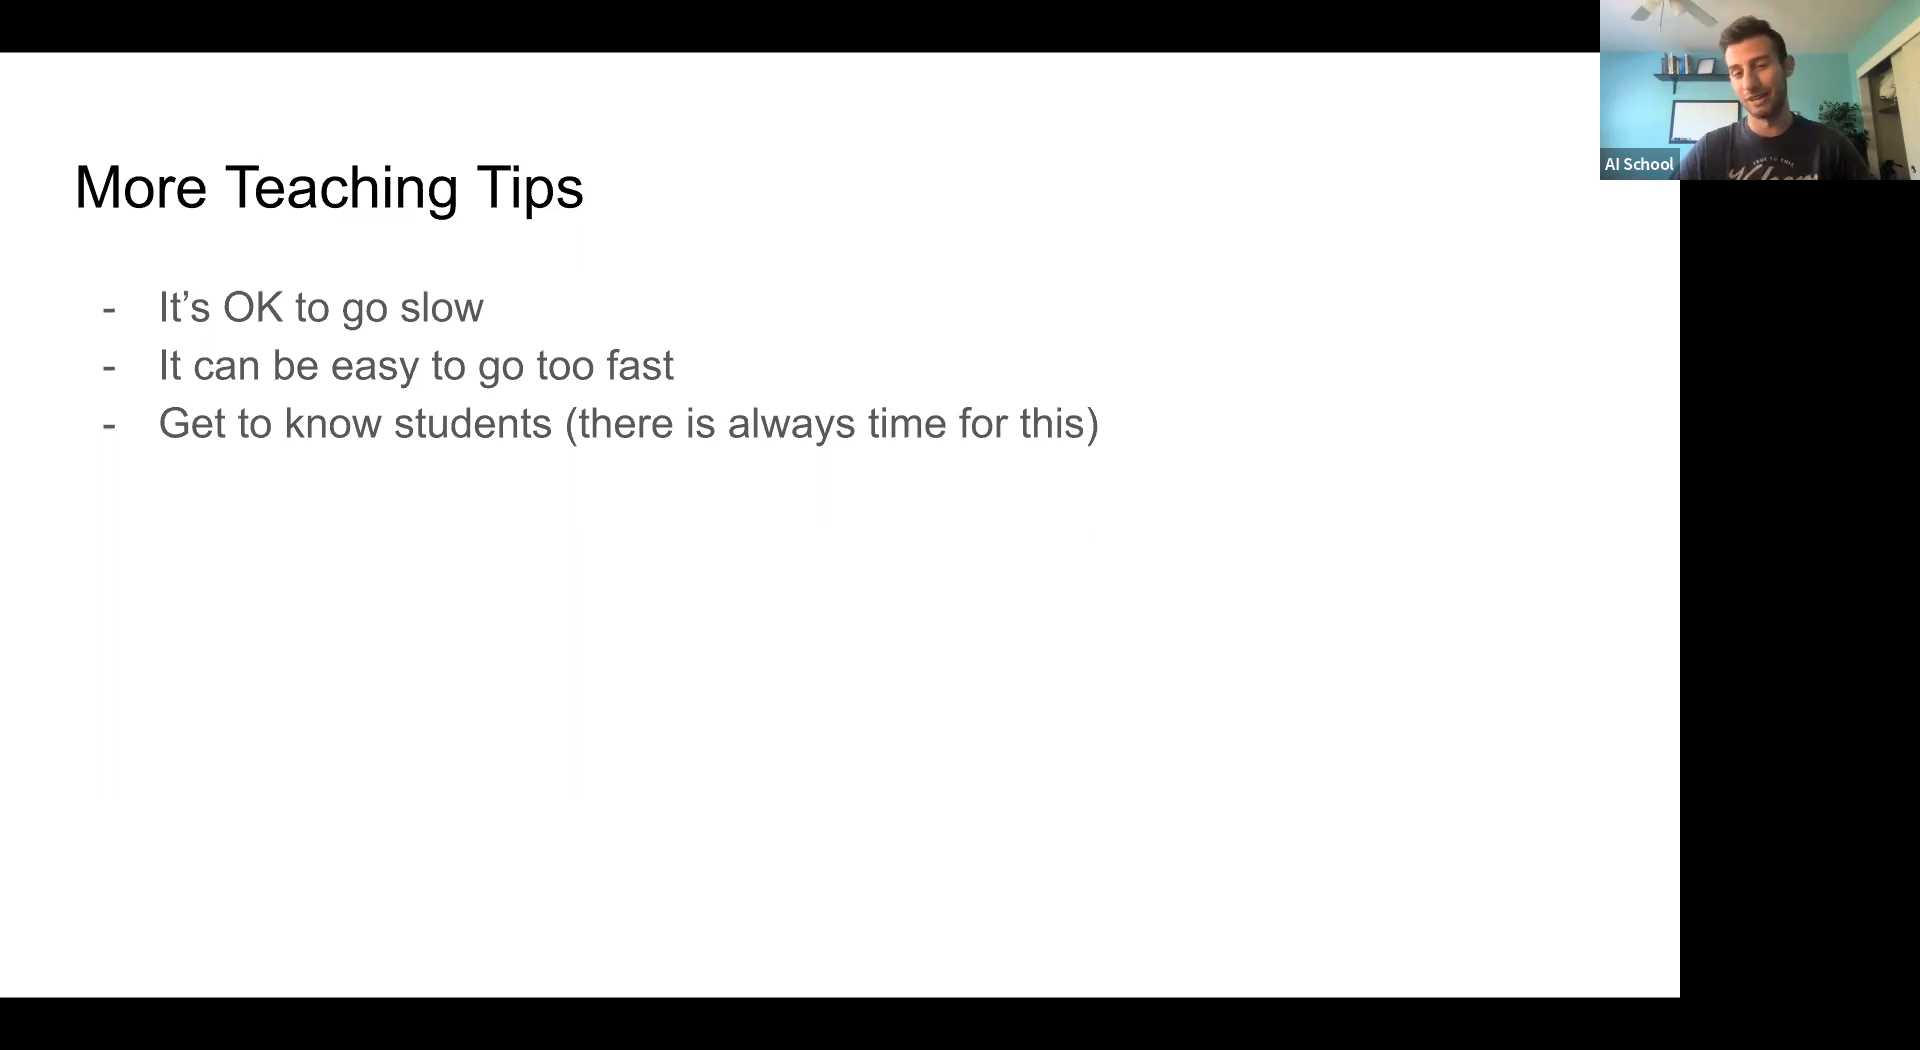 More Teaching Tips
- It’s OK to go slow
- It can be easy to go too fast
- Get to know students (there is always time for this)
AI School